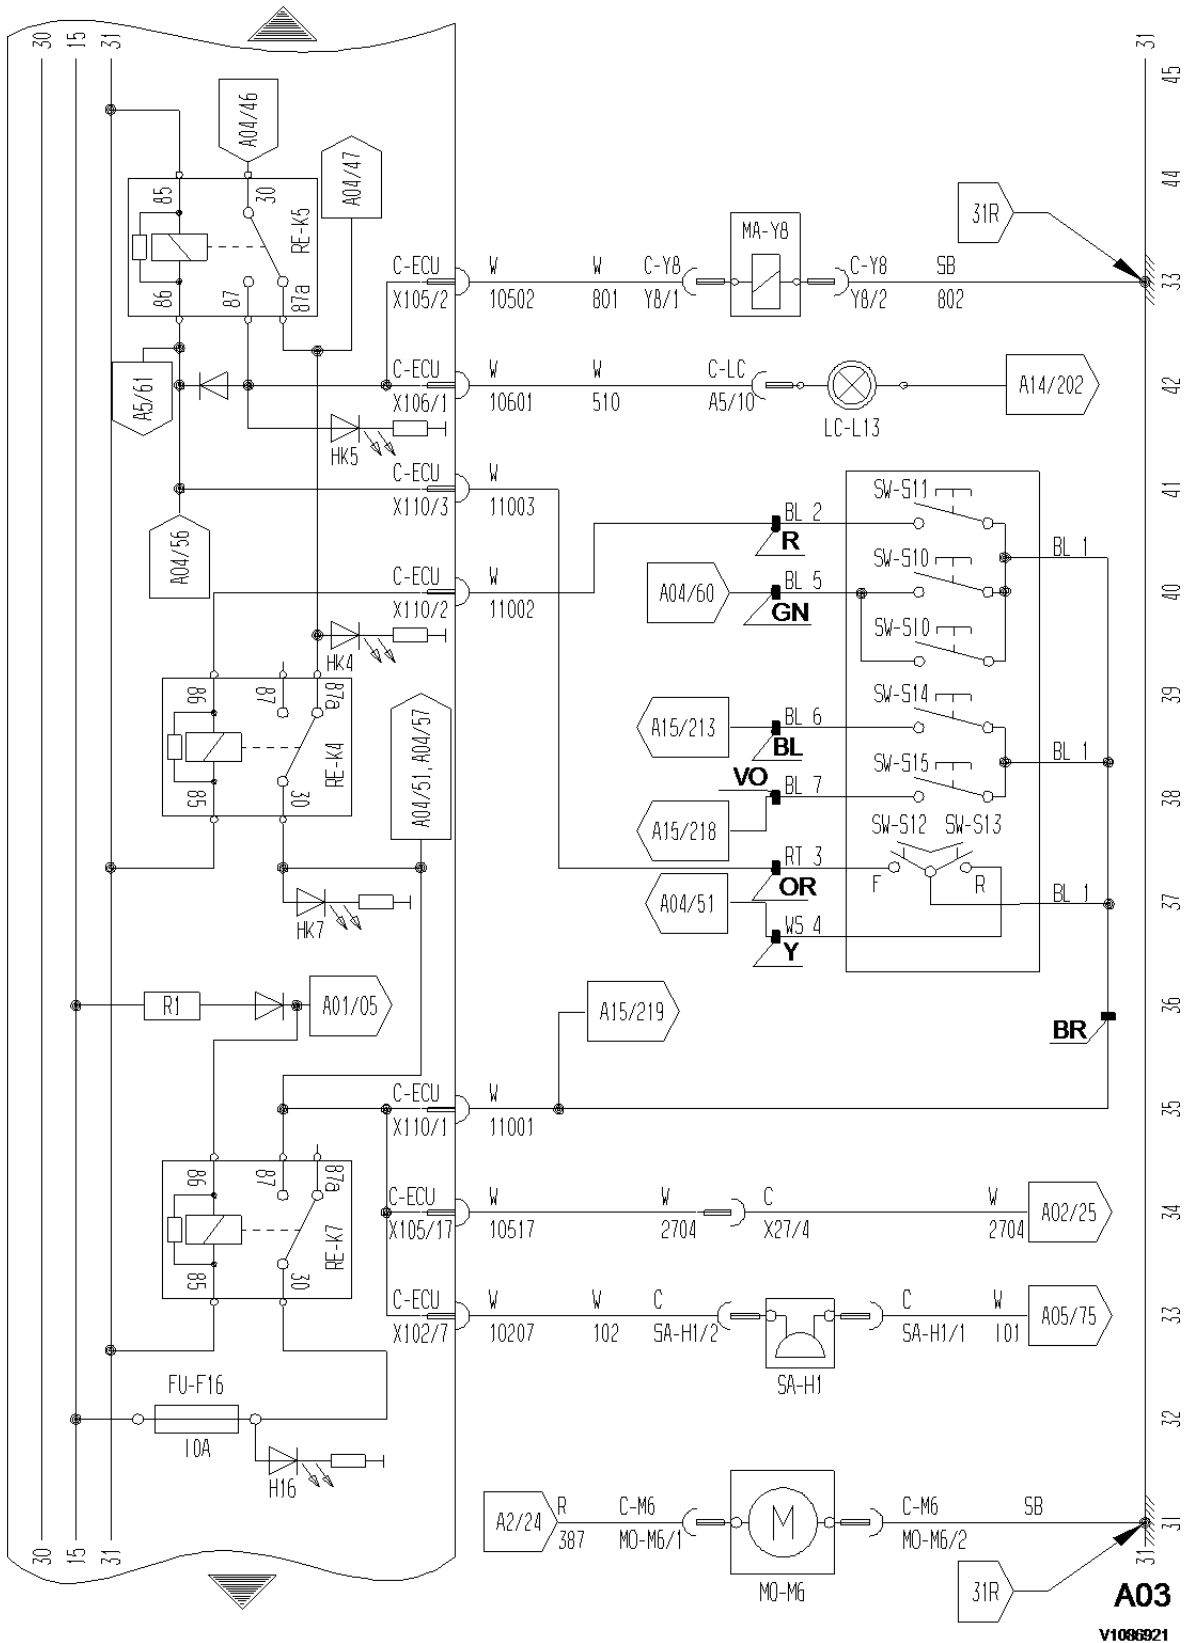 30
15
31
31
45
A04/46
A04/47
44
31R
85
30
RE-K5
86
87
87a
MA-Y8
C-ECU
W
W
C-Y8
C-Y8
SB
X105/2
10502
801
Y8/1
Y8/2
802
33
A5/61
C-ECU
W
W
C-LC
X106/1
10601
510
A5/10
A14/202
42
LC-L13
HK5
C-ECU
W
X110/3
11003
SW-S11
41
BL 2
R
BL 1
A04/56
C-ECU
W
X110/2
11002
A04/60
BL 5
GN
SW-S10
40
SW-S10
HK4
86
87
87a
RE-K4
85
30
A04/51, A04/57
SW-S14
39
A15/213
BL 6
BL
BL 1
VO
SW-S15
BL 7
38
A15/218
SW-S12
SW-S13
RT 3
OR
F
R
BL 1
37
A04/51
WS 4
Y
HK7
R1
A01/05
A15/219
36
BR
C-ECU
W
X110/1
11001
35
86
87
87a
RE-K7
85
30
C-ECU
W
W
C
W
X105/17
10517
2704
X27/4
2704
A02/25
34
C-ECU
W
W
C
C
W
X102/7
10207
102
SA-H1/2
SA-H1/1
101
A05/75
33
SA-H1
FU-F16
10A
32
H16
A2/24
R
C-M6
C-M6
SB
387
MO-M6/1
M
MO-M6/2
31
MO-M6
30
15
31
31
31R
A03
V1086921